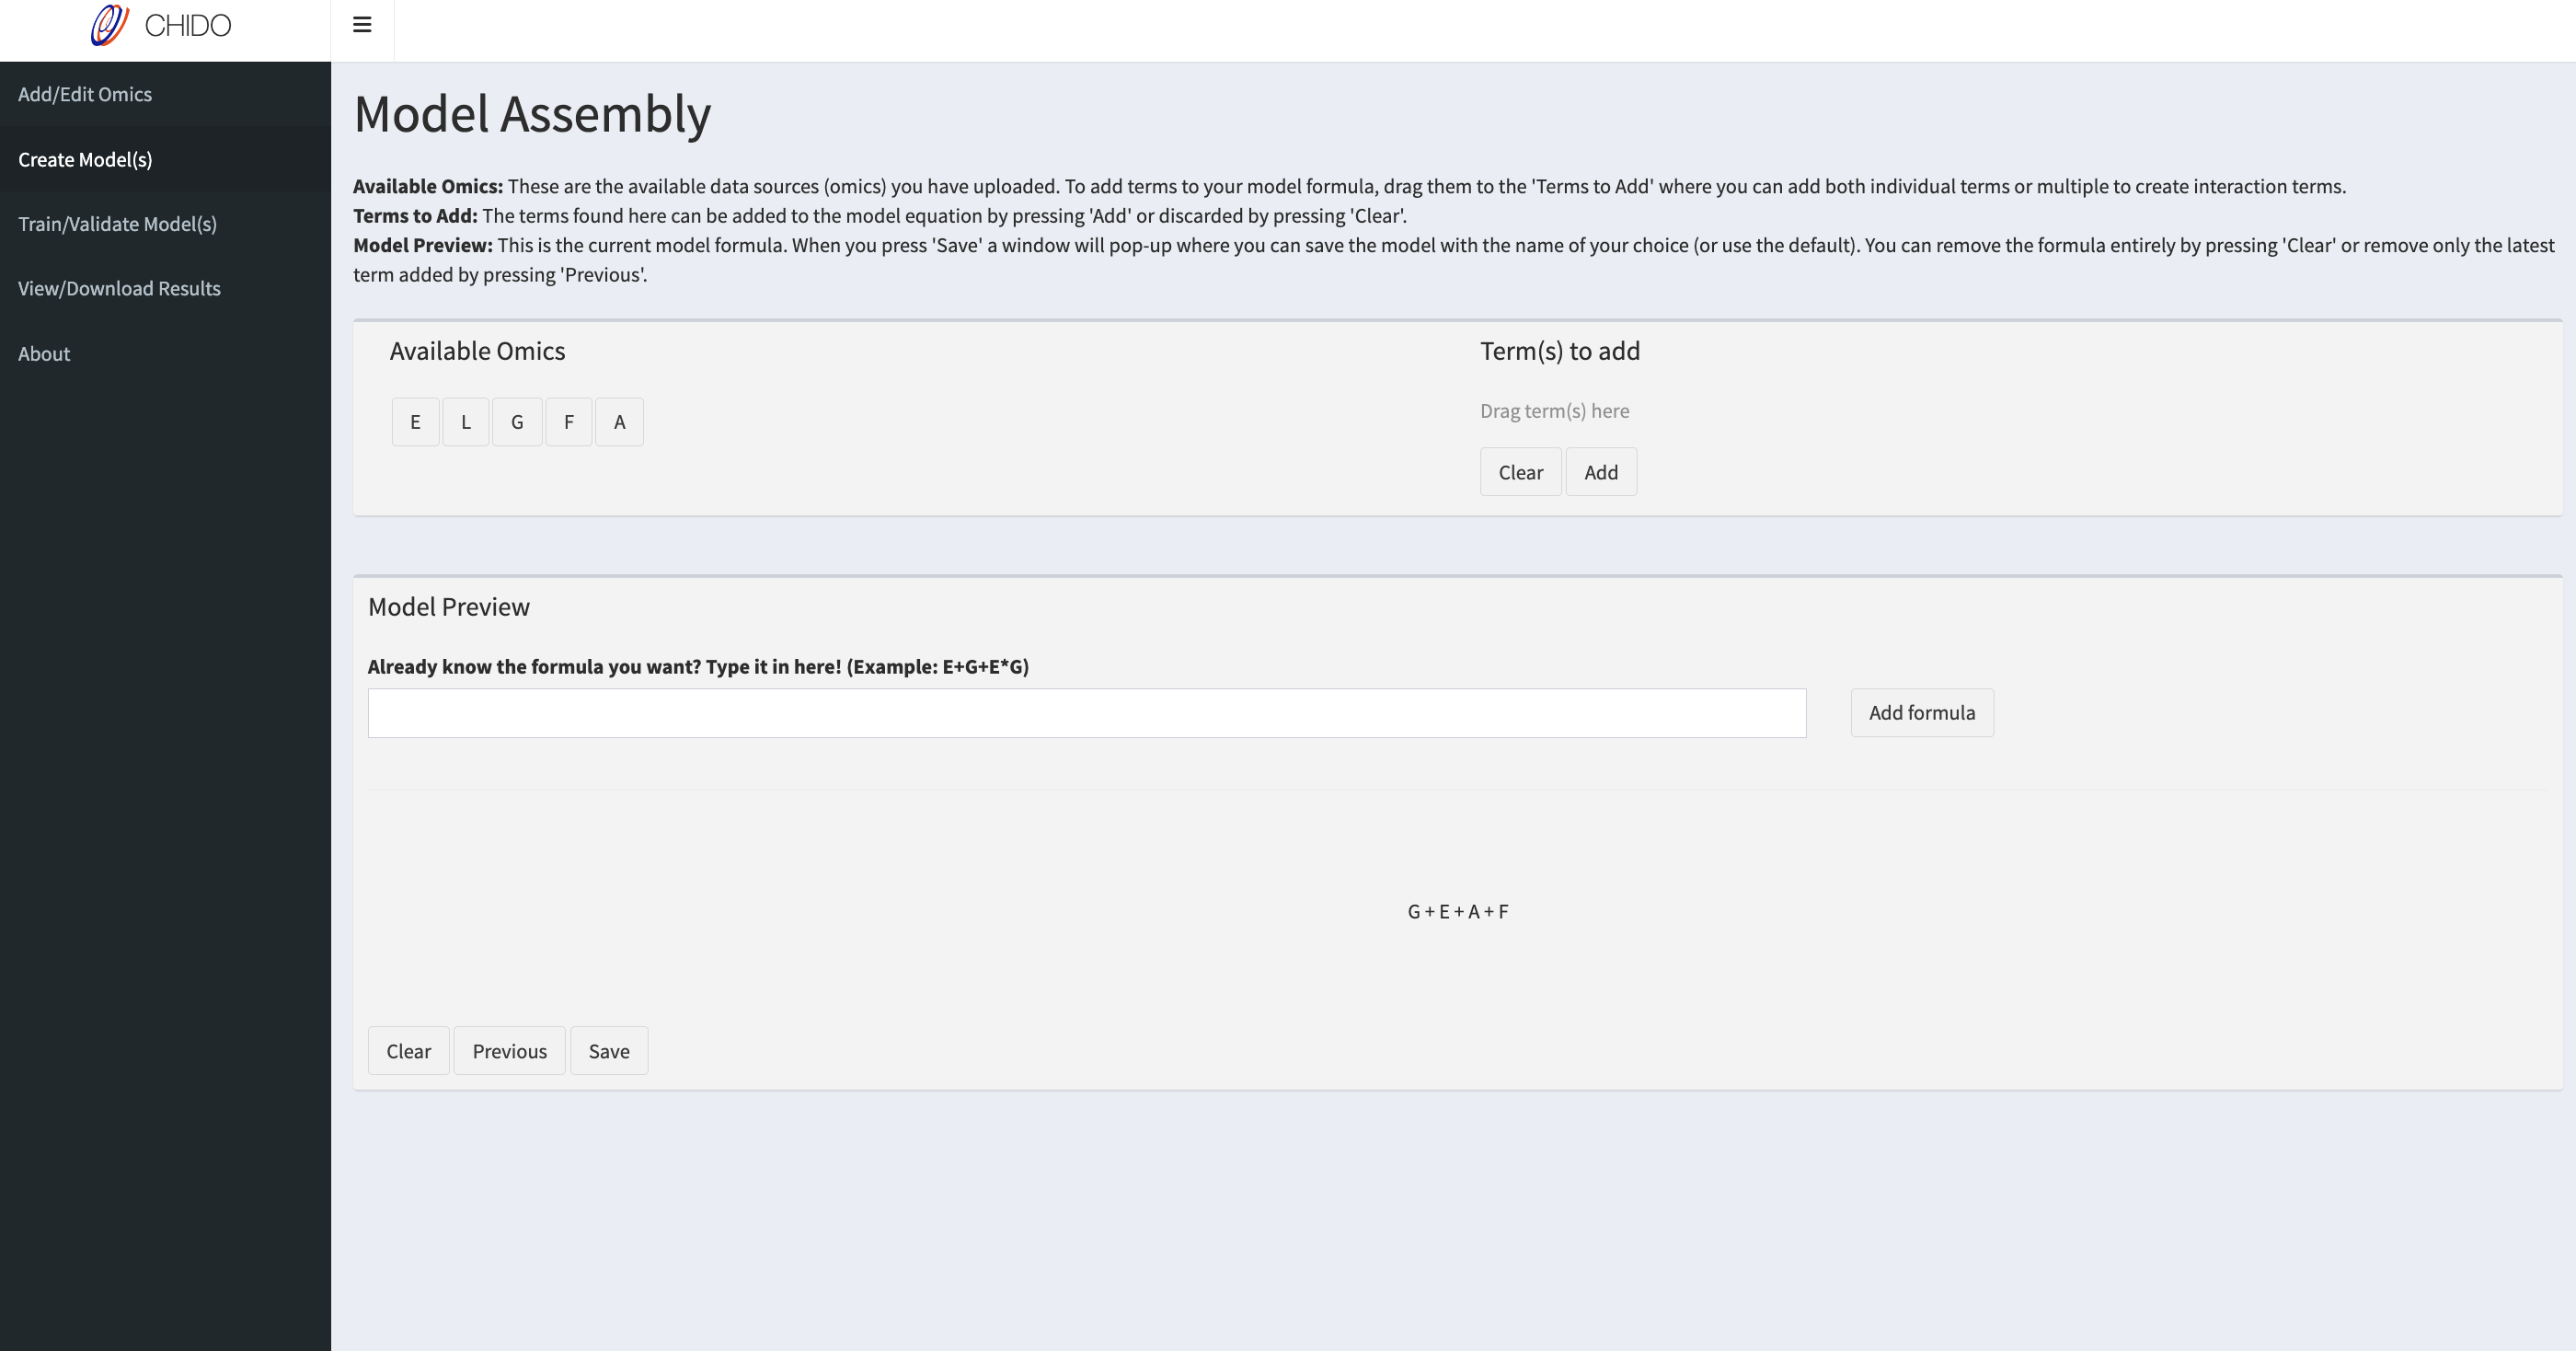 CHIDO
Add/Edit Omics
Create Model(s)
Train/Validate Model(s)
View/Download Results
About
Model Assembly
Available Omics: These are the available data sources (omics) you have uploaded. To add terms to your model formula, drag them to the 'Terms to Add' where you can add both individual terms or multiple to create interaction terms.
Terms to Add: The terms found here can be added to the model equation by pressing 'Add' or discarded by pressing 'Clear'.
Model Preview: This is the current model formula. When you press 'Save' a window will pop-up where you can save the model with the name of your choice (or use the default). You can remove the formula entirely by pressing 'Clear' or remove only the latest
term added by pressing 'Previous'.
Available Omics
E L G F A
Term(s) to add
Drag term(s) here
Clear Add
Model Preview
Already know the formula you want? Type it in here! (Example: E+G+E*G)
Add formula
G + E + A + F
Clear Previous Save